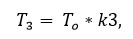 T₃ = Tₒ * k3,